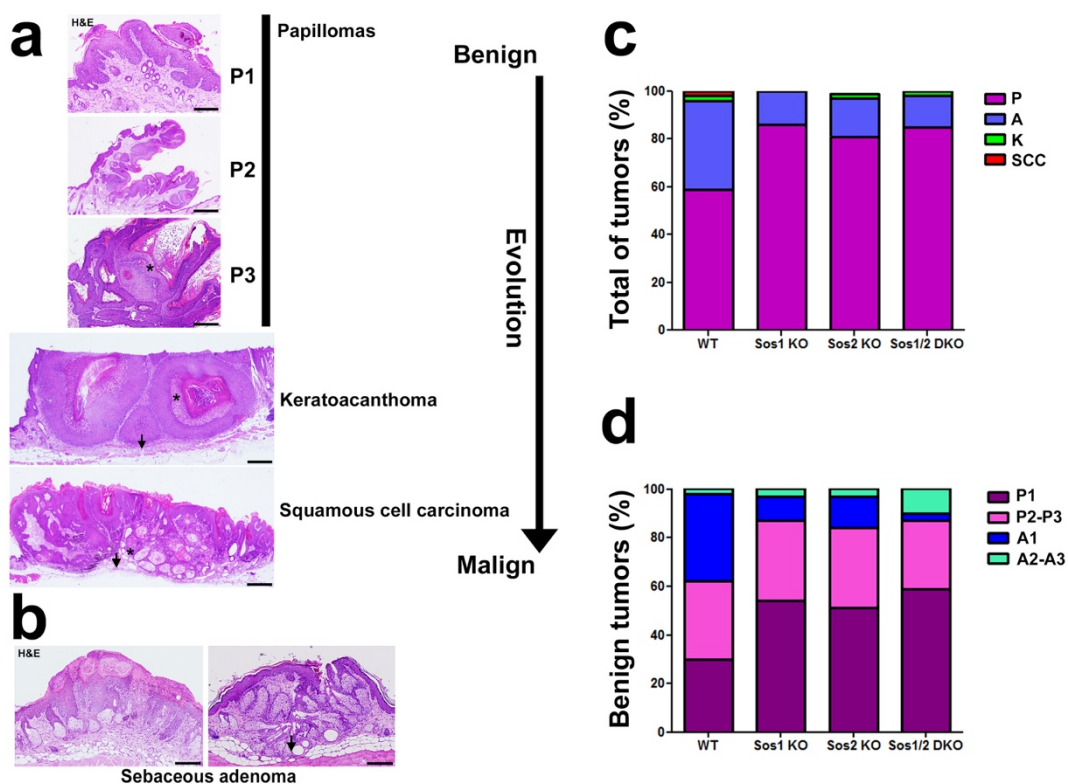 a
H&E
Papillomas
P1
P2
P3
*
Keratoacanthoma
*
Squamous cell carcinoma
*
Benign
Evolution
Malign
b
H&E
Sebaceous adenoma
c
Total of tumors (%)
100
80
60
40
20
0
WT Sos1 KO Sos2 KO Sos1/2 DKO
P
A
K
SCC
d
Benign tumors (%)
100
80
60
40
20
0
WT Sos1 KO Sos2 KO Sos1/2 DKO
P1
P2-P3
A1
A2-A3